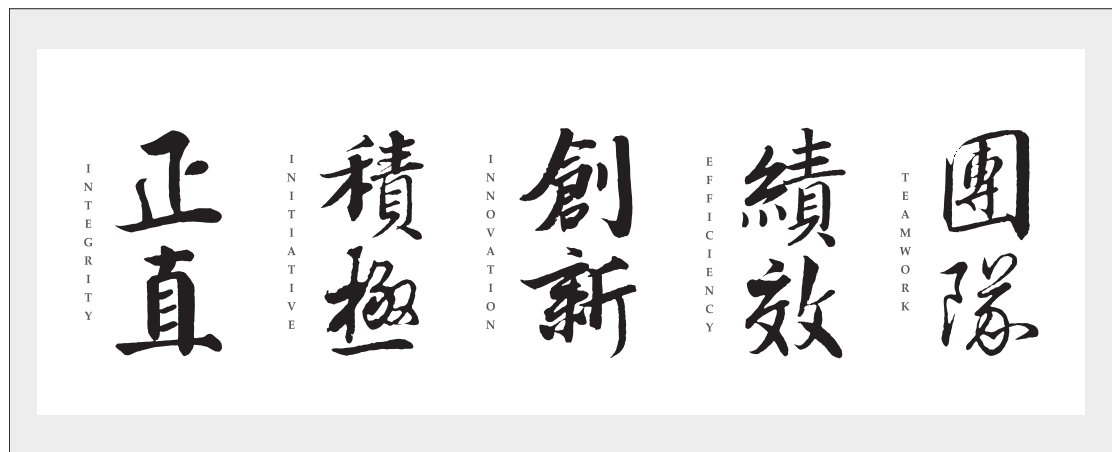 INTEGRITY
正直
INITIATIVE
積極
INNOVATION
創新
EFFICIENCY
績效
TEAMWORK
團隊